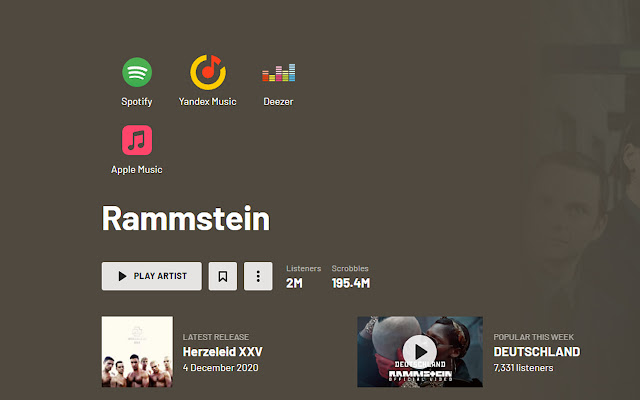 Spotify
Yandex Music
Deezer
Apple Music
Rammstein
PLAY ARTIST
Listeners
2M
Scrobbles
195.4M
LATEST RELEASE
Herzeleid XXV
4 December 2020
DEUTSCHLAND
RAMMSTEIN
OFFICIAL VIDEO
POPULAR THIS WEEK
DEUTSCHLAND
7,331 listeners